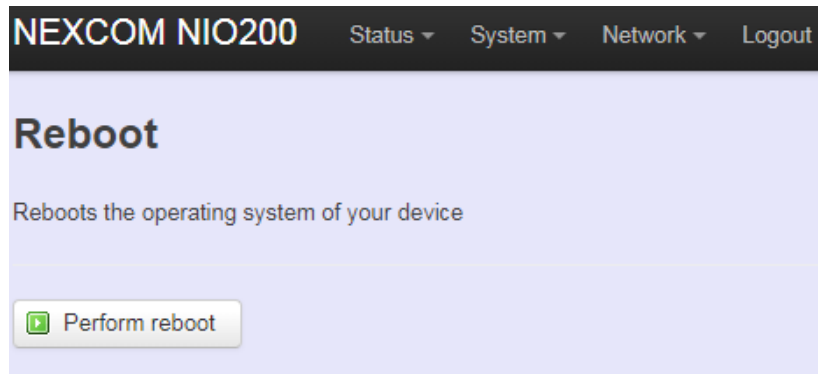 NEXCOM NIO200 Status System Network Logout
Reboot
Reboots the operating system of your device
Perform reboot